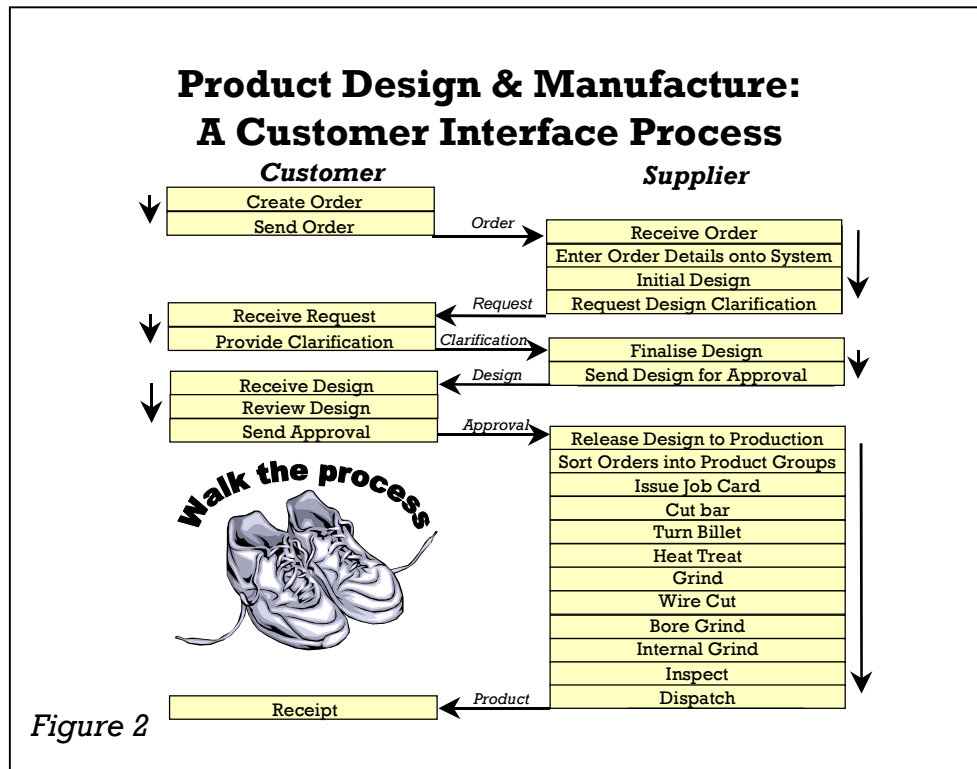 Product Design & Manufacture:
A Customer Interface Process
Customer
Supplier
Create Order
Send Order
Order
Receive Order
Enter Order Details onto System
Initial Design
Request Design Clarification
Request
Receive Request
Provide Clarification
Clarification
Finalise Design
Send Design for Approval
Design
Receive Design
Review Design
Send Approval
Approval
Release Design to Production
Sort Orders into Product Groups
Issue Job Card
Cut bar
Turn Billet
Heat Treat
Grind
Wire Cut
Bore Grind
Internal Grind
Inspect
Dispatch
Walk the process
Product
Receipt
Figure 2